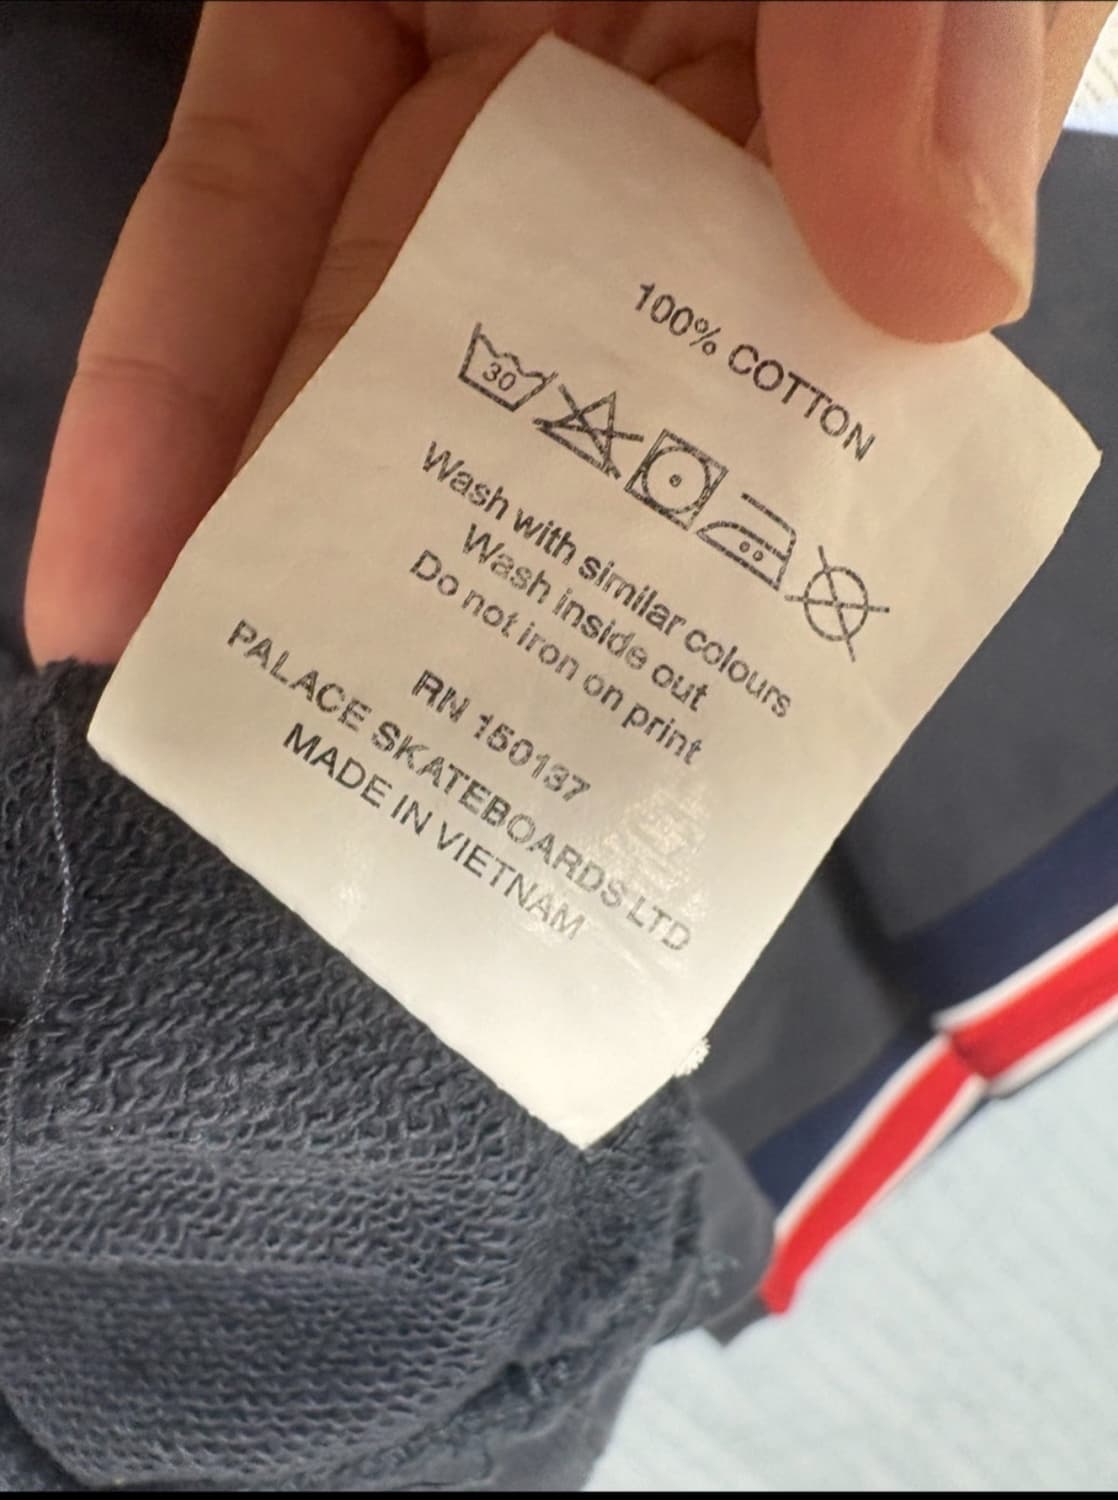 100% COTTON
30
Wash with similar colours
Wash inside out
Do not iron on print
RN 150137
PALACE SKATEBOARDS LTD
MADE IN VIETNAM